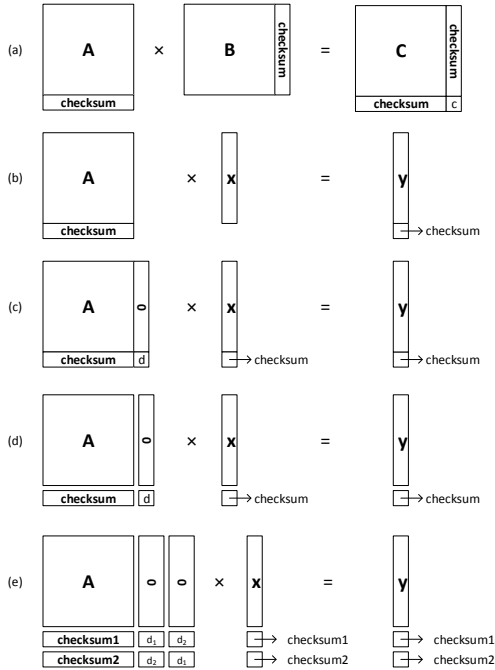 (a) A × B checksum = C checksum
checksum checksum c
(b) A × x = y
checksum checksum
(c) A 0 × x = y
checksum d checksum checksum
(d) A 0 × x = y
checksum d checksum checksum
(e) A 0 0 × x = y
checksum1 d₁ d₂ checksum1 checksum1
checksum2 d₂ d₁ checksum2 checksum2